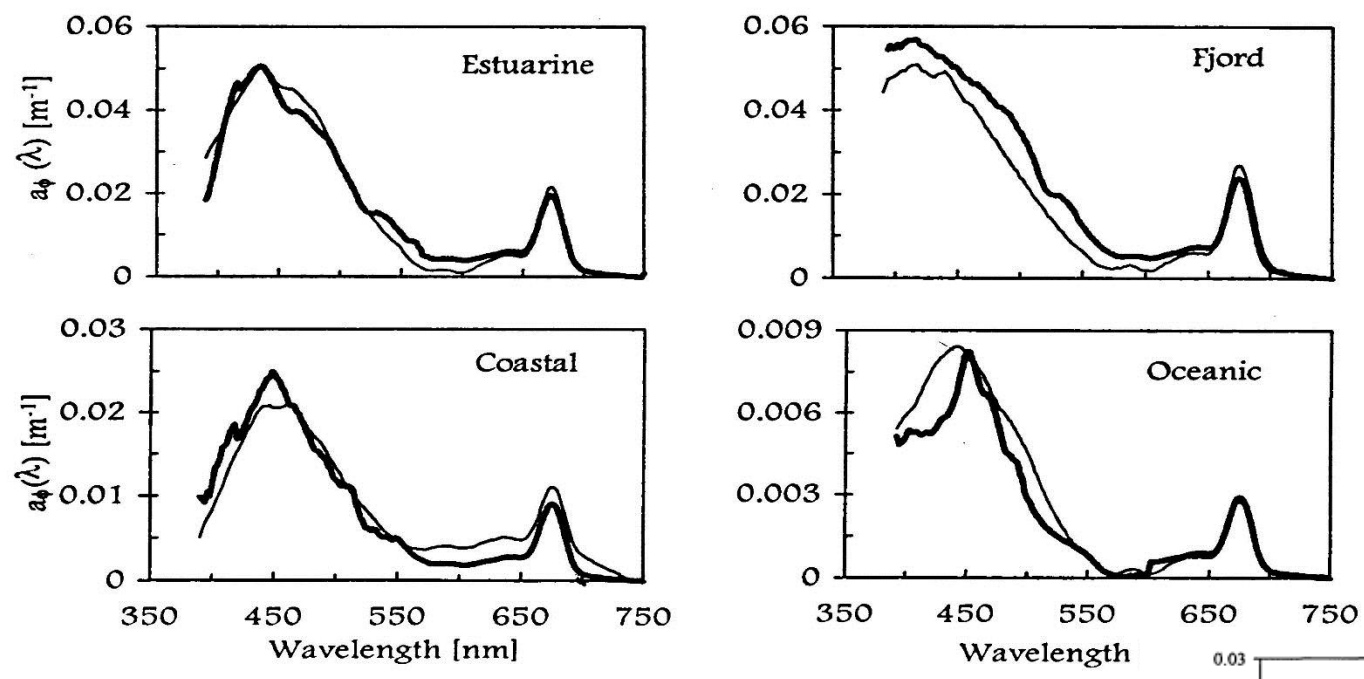 0.06
Estuarine
0.04
0.02
0
aϕ (λ) [m⁻¹]
0.06
Fjord
0.04
0.02
0
0.03
Coastal
0.02
0.01
0
aϕ(λ) [m⁻¹]
350 450 550 650 750
Wavelength [nm]
0.009
Oceanic
0.006
0.003
0
350 450 550 650 750
Wavelength
0.03